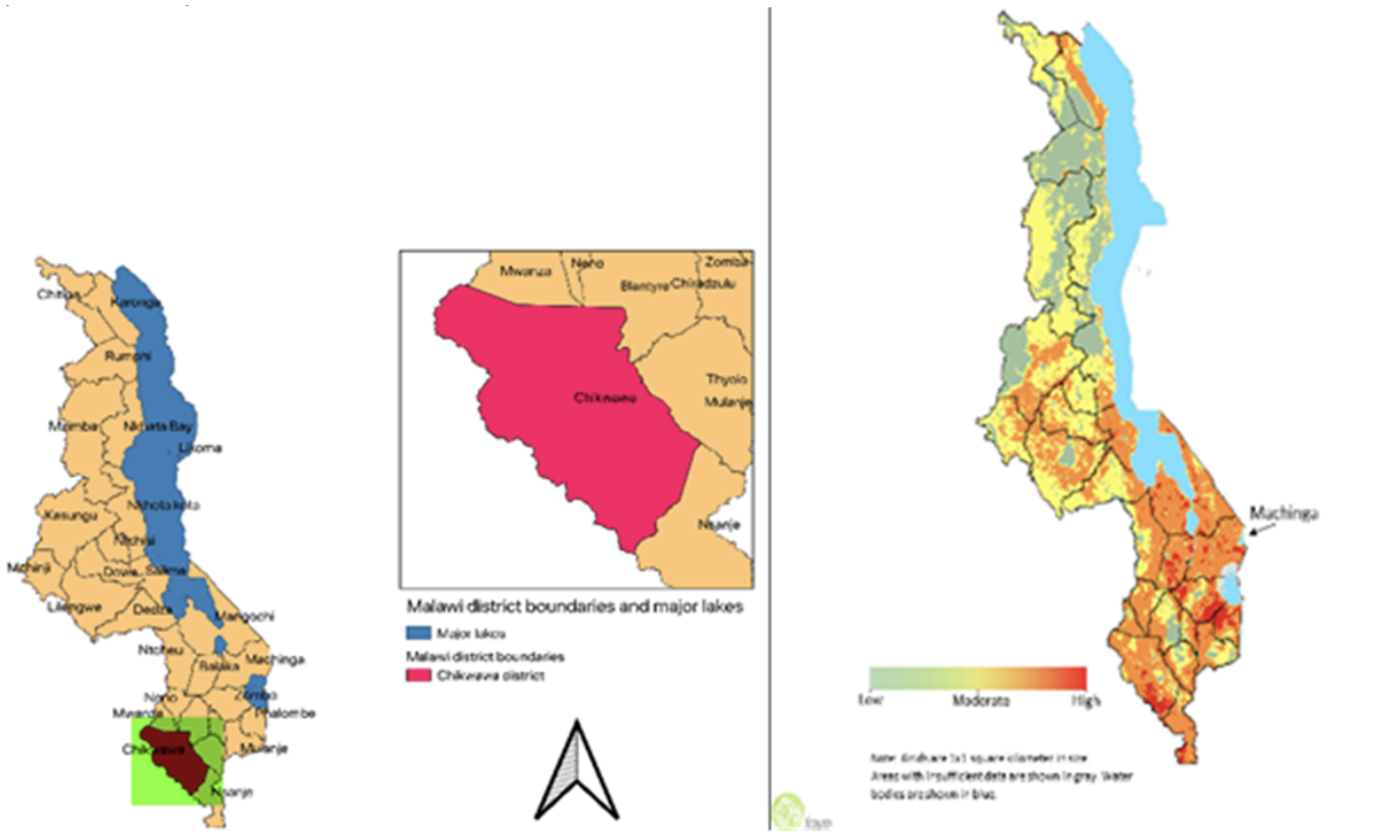 Chitipa
Karonga
Rumphi
Mzimba
Nkhata Bay
Likoma
Nkhota kota
Kasungu
Ntchisi
Mchinji
Dowa
Salima
Lilongwe
Dedza
Mangochi
Ntcheu
Balaka
Machinga
Neno
Zomba
Mwanza
Phalombe
Chikwawa
Mulanje
Nsanje
Mwanza
Neno
Zomba
Blantyre
Chiradzulu
Chikwawa
Thyolo
Mulanje
Nsanje
Malawi district boundaries and major lakes
Major lakes
Malawi district boundaries
Chikwawa district
Machinga
Low
Moderate
High
Note: Grids are 1x1 square kilometer in size.
Areas with insufficient data are shown in gray. Water
bodies are shown in blue.